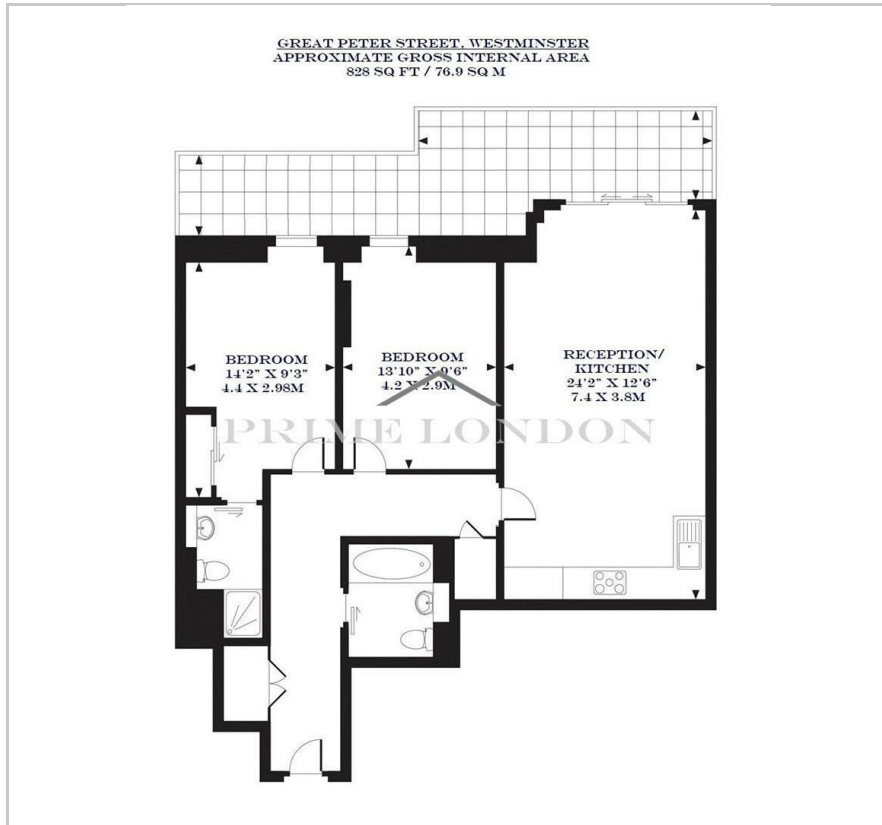 GREAT PETER STREET, WESTMINSTER
APPROXIMATE GROSS INTERNAL AREA
828 SQ FT / 76.9 SQ M
BEDROOM
14'2" X 9'3"
4.4 X 2.98M
BEDROOM
13'10" X 9'6"
4.2 X 2.9M
RECEPTION/
KITCHEN
24'2" X 12'6"
7.4 X 3.8M
PRIME LONDON